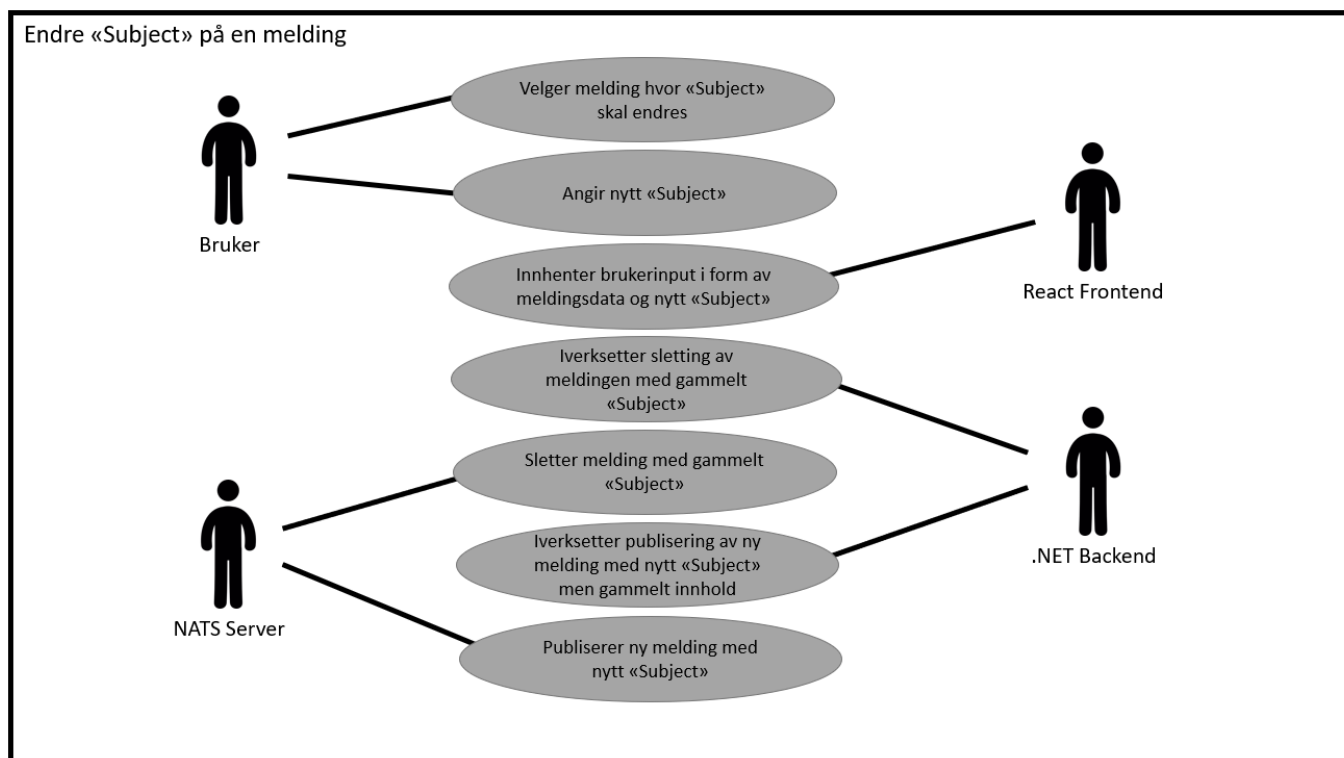 Endre «Subject» på en melding
Velger melding hvor «Subject»
skal endres
Angir nytt «Subject»
Bruker
Innhenter brukerinput i form av
meldingsdata og nytt «Subject»
React Frontend
Iverksetter sletting av
meldingen med gammelt
«Subject»
Sletter melding med gammelt
«Subject»
Iverksetter publisering av ny
melding med nytt «Subject»
men gammelt innhold
.NET Backend
NATS Server
Publiserer ny melding med
nytt «Subject»